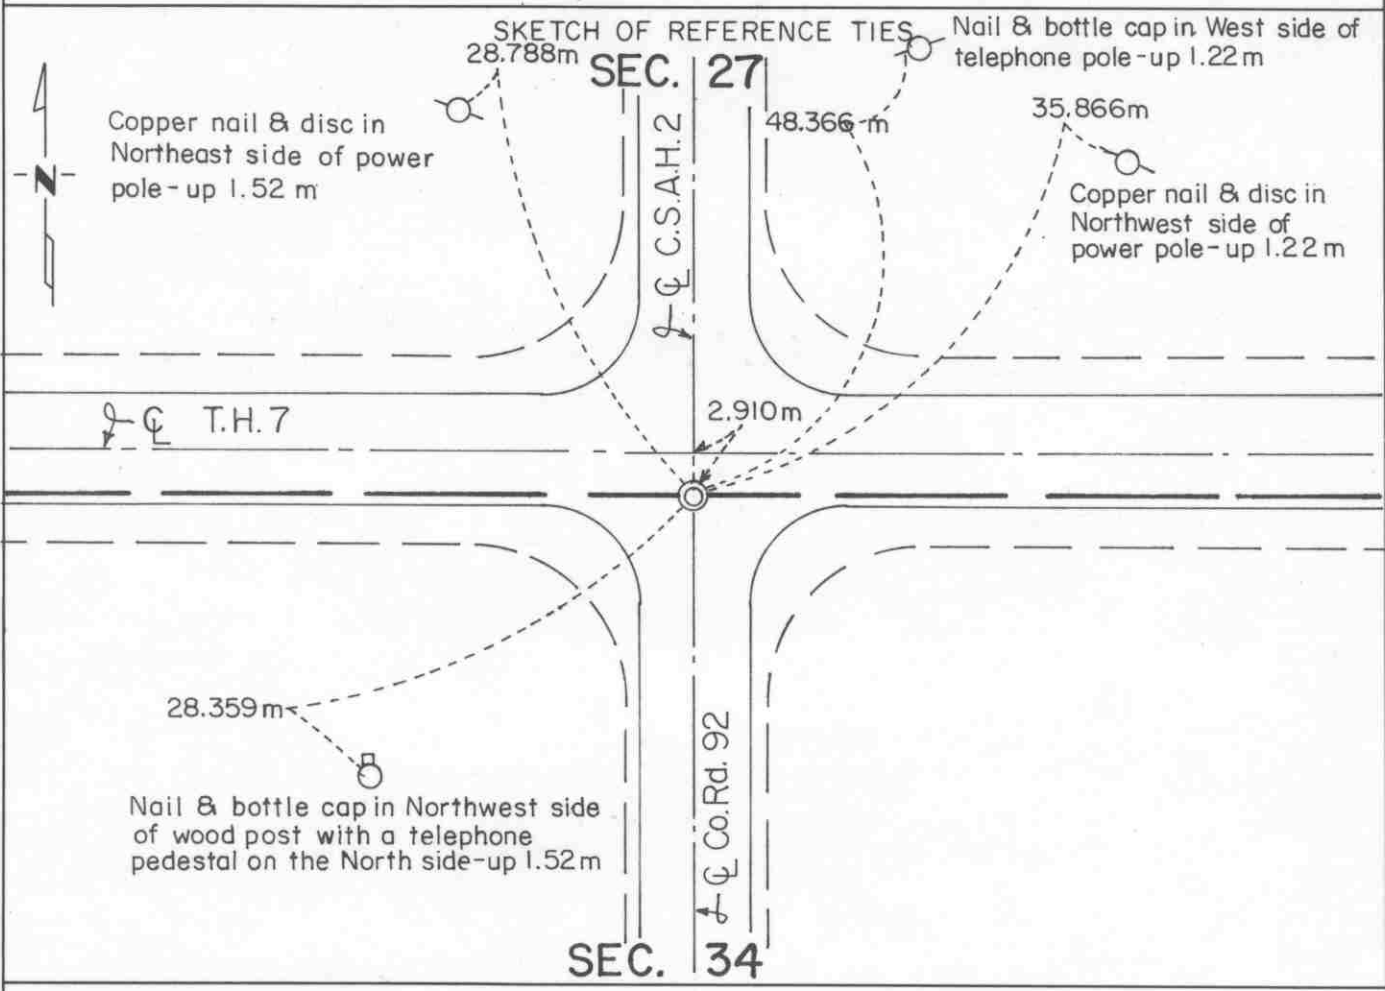 SKETCH OF REFERENCE TIES
28.788m
SEC. 27
Nail & bottle cap in West side of
telephone pole-up 1.22m
Copper nail & disc in
Northeast side of power
pole-up 1.52 m
N
48.366 m
35.866m
Copper nail & disc in
Northwest side of
power pole-up 1.22m
℄ C.S.A.H. 2
℄ T.H. 7
2.910m
28.359m
Nail & bottle cap in Northwest side
of wood post with a telephone
pedestal on the North side-up 1.52m
℄ Co. Rd. 92
SEC. 34